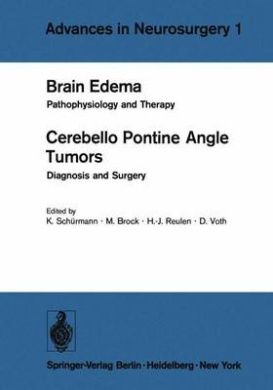 Advances in Neurosurgery 1
Brain Edema
Pathophysiology and Therapy
Cerebello Pontine Angle
Tumors
Diagnosis and Surgery
Edited by
K. Schürmann · M. Brock · H.-J. Reulen · D. Voth
Springer-Verlag Berlin · Heidelberg · New York